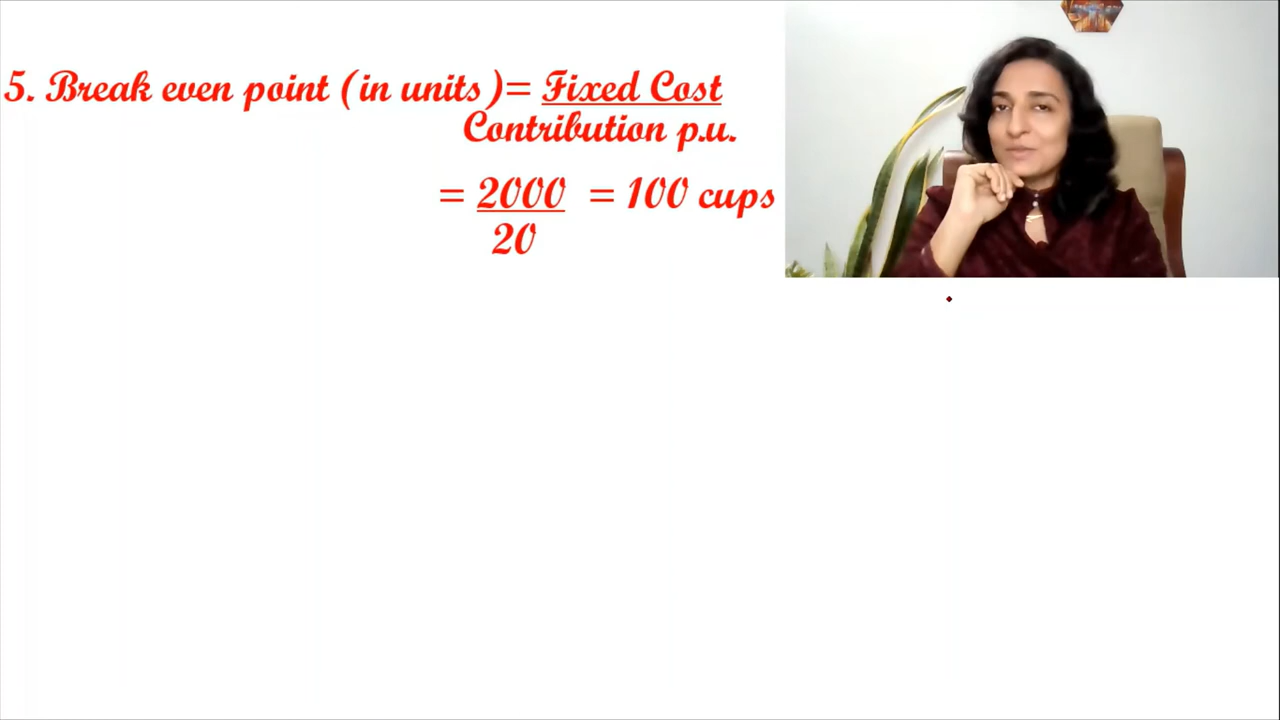 5. Break even point (in units)= Fixed Cost
Contribution p.u.
= 2000 = 100 cups
20